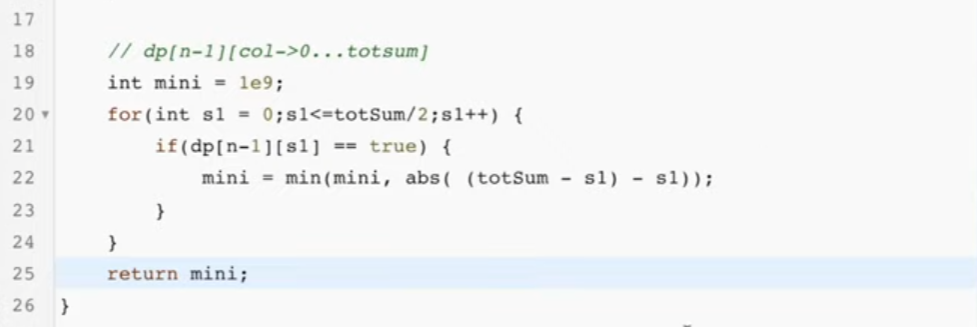 17
18 // dp[n-1][col->0...totsum]
19 int mini = 1e9;
20 for(int s1 = 0;s1<=totSum/2;s1++) {
21 if(dp[n-1][s1] == true) {
22 mini = min(mini, abs( (totSum - s1) - s1));
23 }
24 }
25 return mini;
26 }